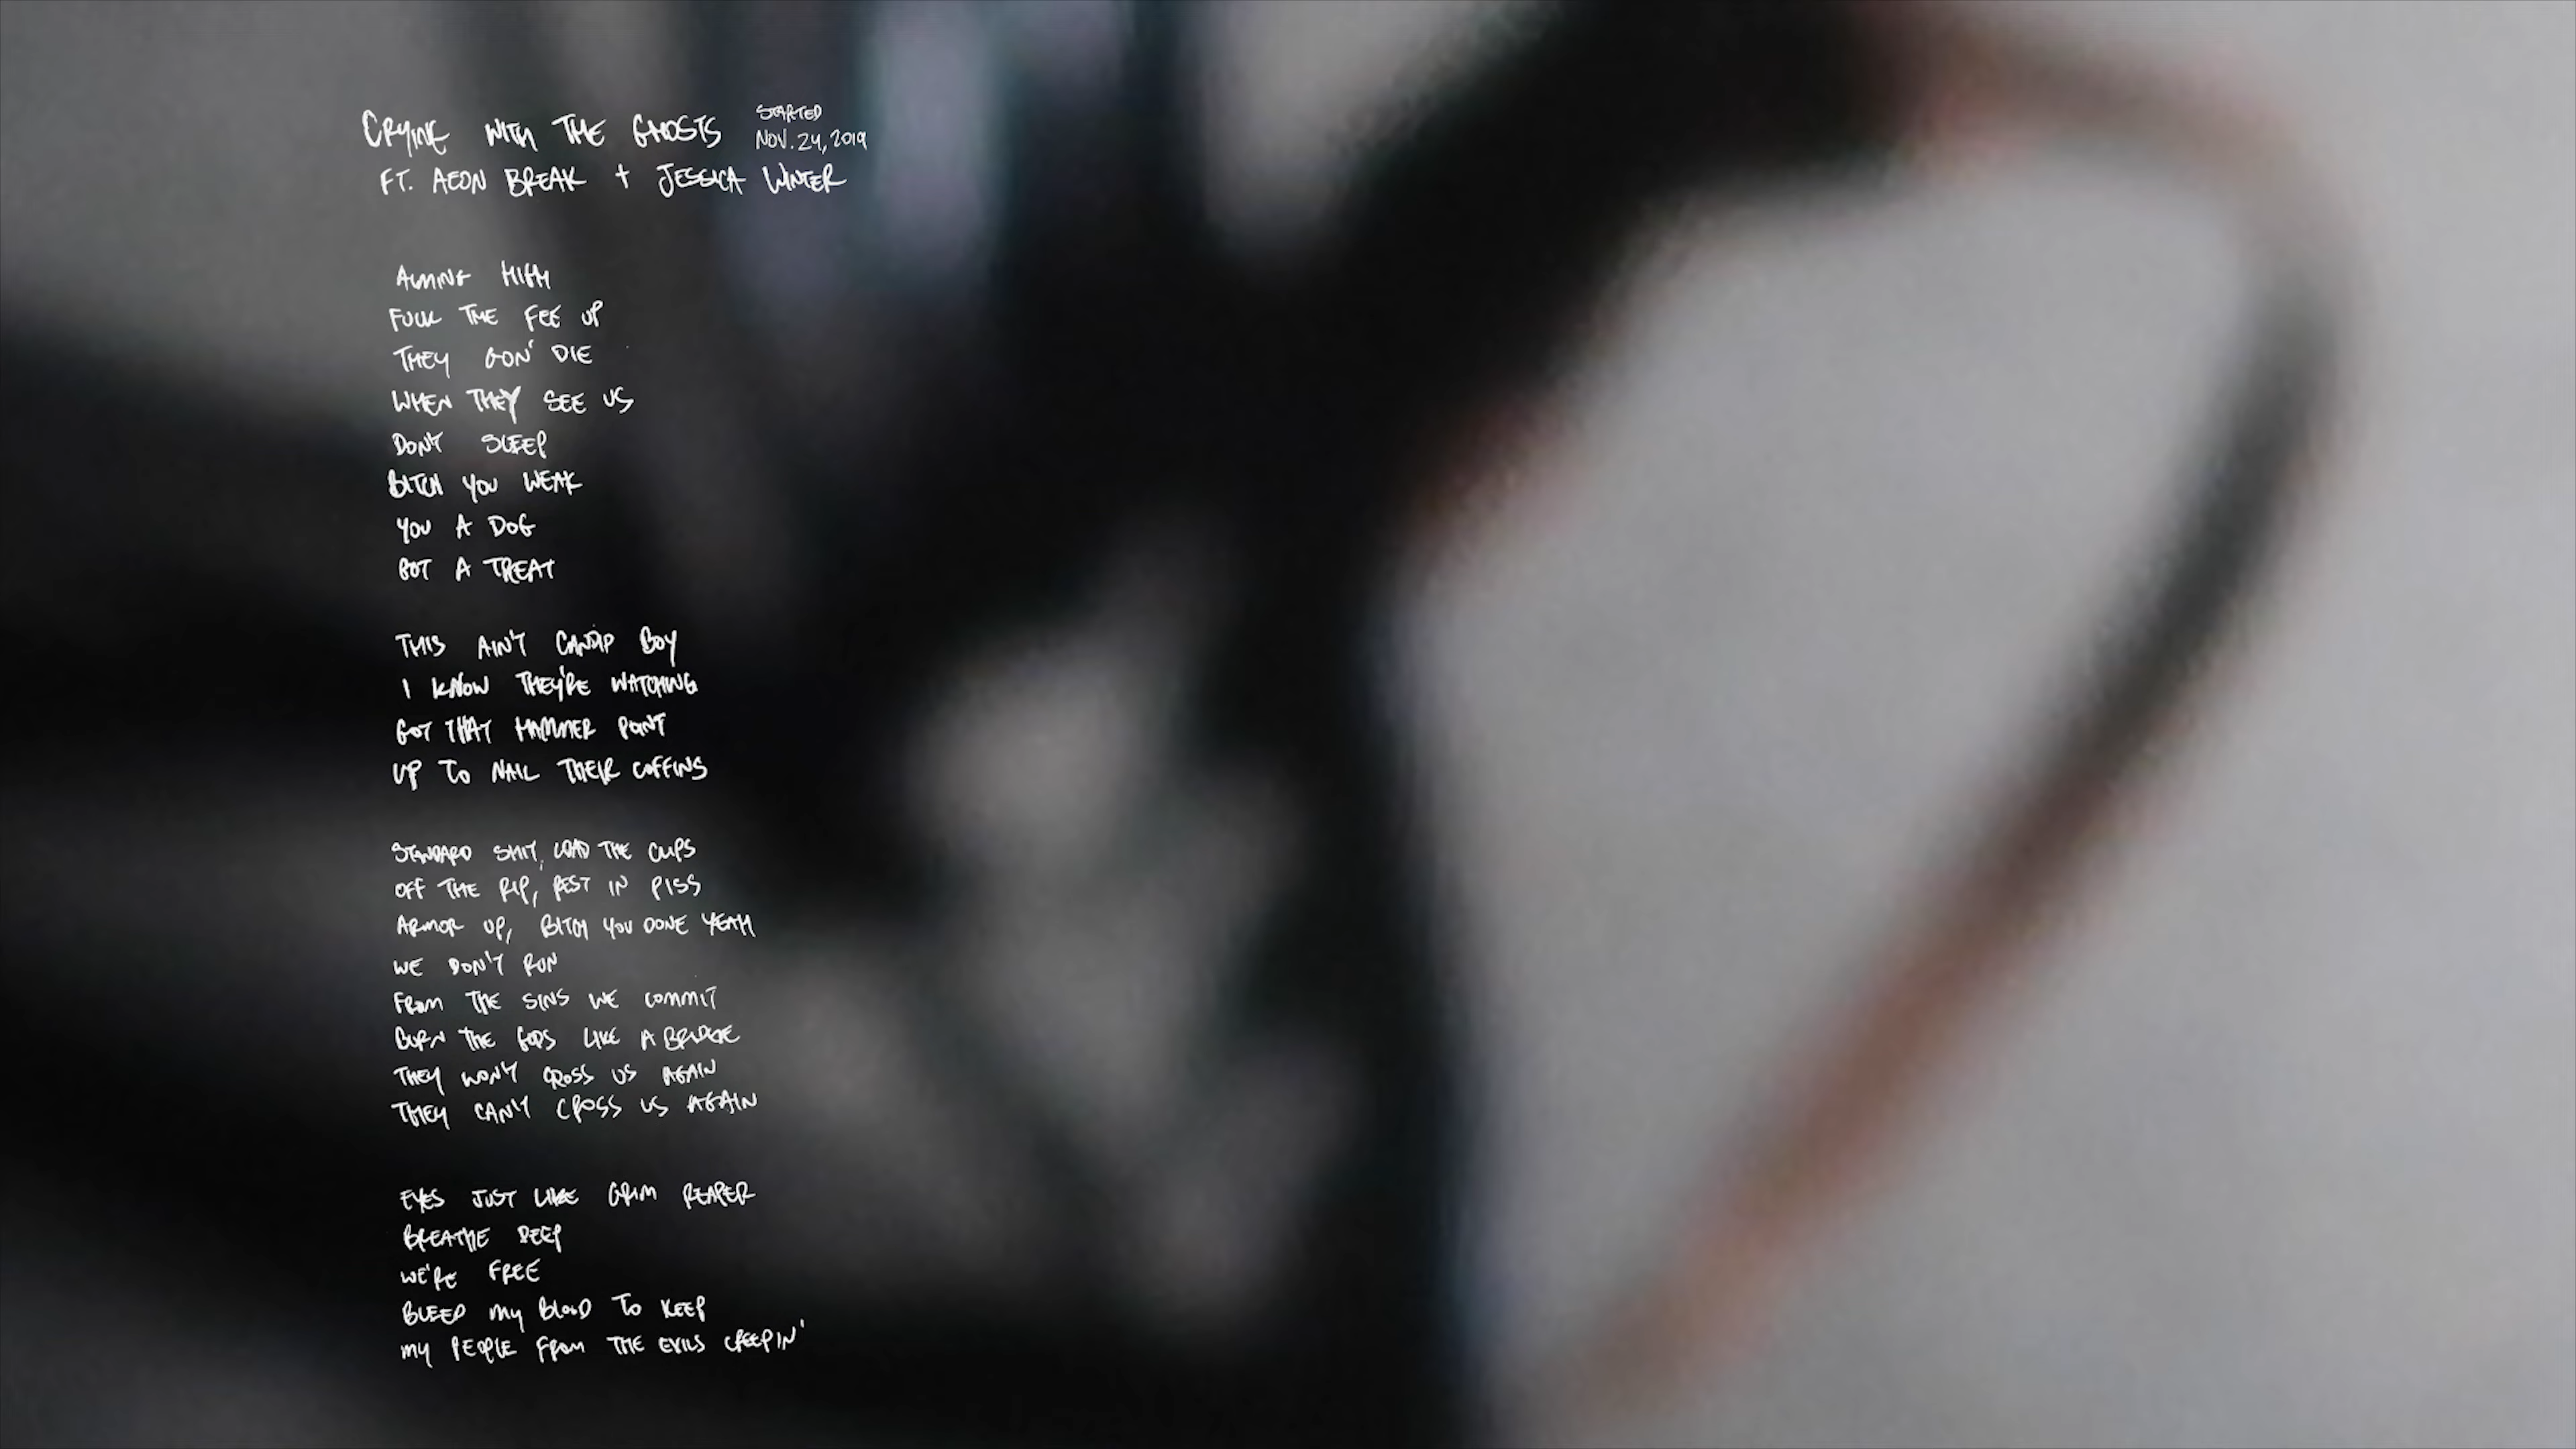 CRYING WITH THE GHOSTS STARTED NOV. 24, 2019
FT. AEON BREAK + JESSICA WINTER
AIMING HIGH
FUCK THE FEE UP
THEY GON' DIE
WHEN THEY SEE US
DON'T SLEEP
BITCH YOU WEAK
YOU A DOG
GOT A TREAT
THIS AIN'T BOY
I KNOW THEY'RE WATCHING
GOT THAT HAMMER POINT
UP TO NAIL THEIR COFFINS
STANDARD SHIT, LOAD THE CLIPS
OFF THE RIP, REST IN PISS
ARMOR UP, BITCH YOU DONE YEAH
WE DON'T RUN
FROM THE SINS WE COMMIT
BURN THE GODS LIKE A BRIDGE
THEY WON'T CROSS US AGAIN
THEY CAN'T CROSS US AGAIN
EYES JUST LIKE GRIM REAPER
BREATHE DEEP
WE'RE FREE
BLEED MY BLOOD TO KEEP
MY PEOPLE FROM THE EVILS CREEPIN'